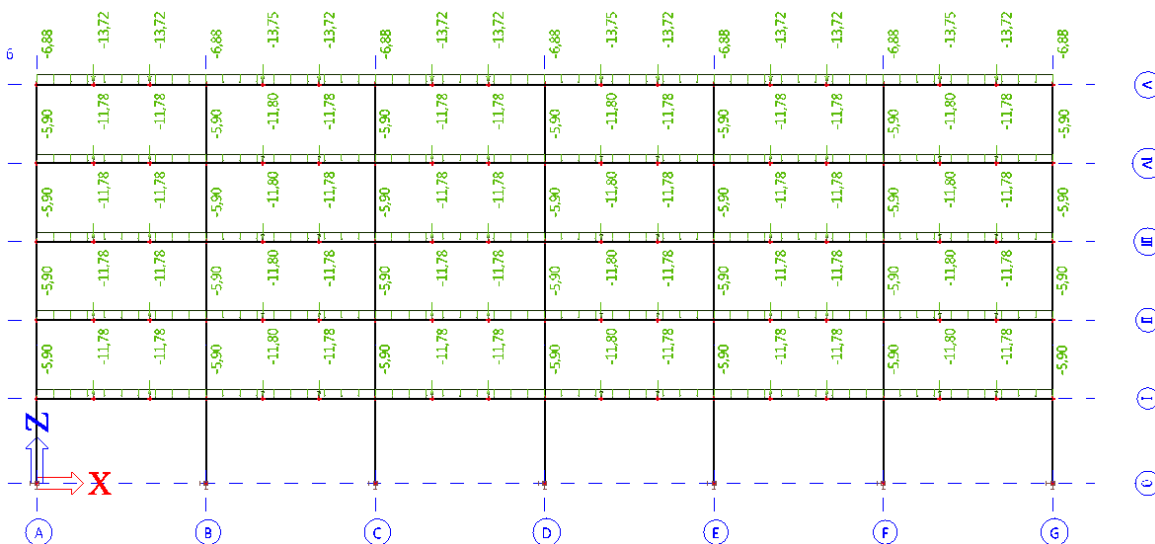 -6,88 -13,72 -13,72 -6,88 -13,75 -13,72 -6,88 -13,72 -13,72 -6,88 -13,75 -13,72 -6,88 -13,72 -13,72 -6,88 -13,75 -13,72 -6,88
6
V
-5,90 -11,78 -11,78 -5,90 -11,80 -11,78 -5,90 -11,78 -11,78 -5,90 -11,80 -11,78 -5,90 -11,78 -11,78 -5,90 -11,80 -11,78 -5,90
IV
-5,90 -11,78 -11,78 -5,90 -11,80 -11,78 -5,90 -11,78 -11,78 -5,90 -11,80 -11,78 -5,90 -11,78 -11,78 -5,90 -11,80 -11,78 -5,90
III
-5,90 -11,78 -11,78 -5,90 -11,80 -11,78 -5,90 -11,78 -11,78 -5,90 -11,80 -11,78 -5,90 -11,78 -11,78 -5,90 -11,80 -11,78 -5,90
II
-5,90 -11,78 -11,78 -5,90 -11,80 -11,78 -5,90 -11,78 -11,78 -5,90 -11,80 -11,78 -5,90 -11,78 -11,78 -5,90 -11,80 -11,78 -5,90
I
Z
X
0
A B C D E F G